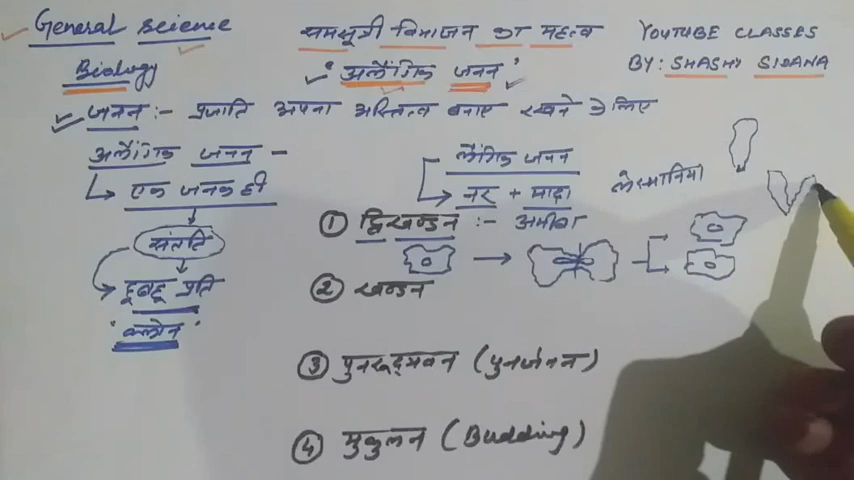 General science
Biology
समसूत्री विभाजन का महत्व
" अलैंगिक जनन "
YOUTUBE CLASSES
BY: SHASHI SIDANA
जनन :- प्रजाति अपना अस्तित्व बनाए रखने के लिए
अलैंगिक जनन -
एक जनक ही
संतति
हूबहू प्रति
"क्लोन"
लैंगिक जनन
नर + मादा
लेस्मानिया
① द्विखण्डन :- अमीबा
② खण्डन
③ पुनरूद्भवन (पुनर्जनन)
④ मुकुलन (Budding)